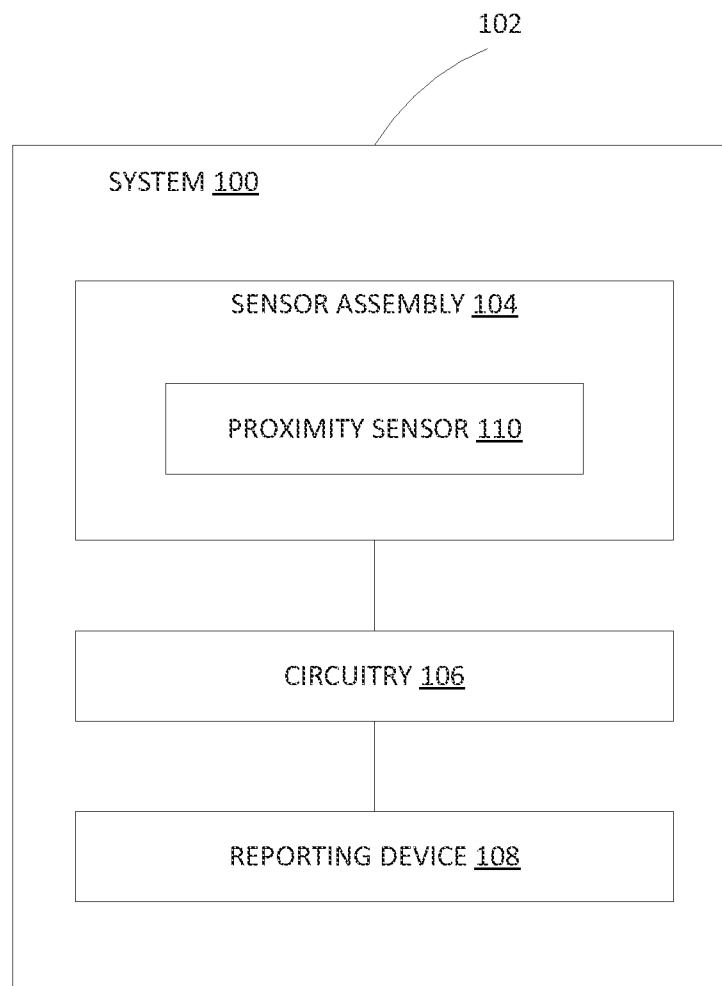 102
SYSTEM 100
SENSOR ASSEMBLY 104
PROXIMITY SENSOR 110
CIRCUITRY 106
REPORTING DEVICE 108